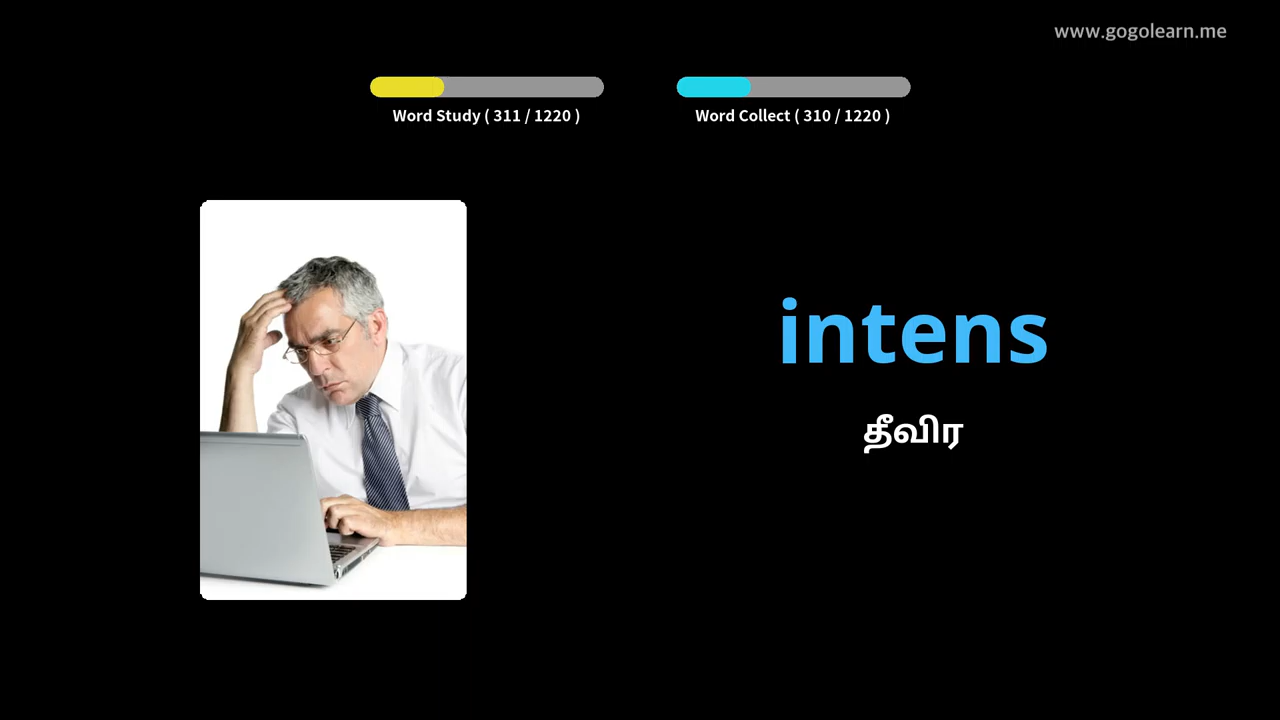 www.gogolearn.me
Word Study ( 311 / 1220 )
Word Collect ( 310 / 1220 )
intens
தீவிர